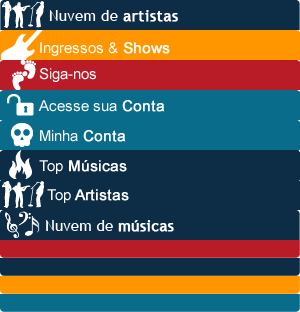 Nuvem de artistas
Ingressos & Shows
Siga-nos
Acesse sua Conta
Minha Conta
Top Músicas
Top Artistas
Nuvem de músicas